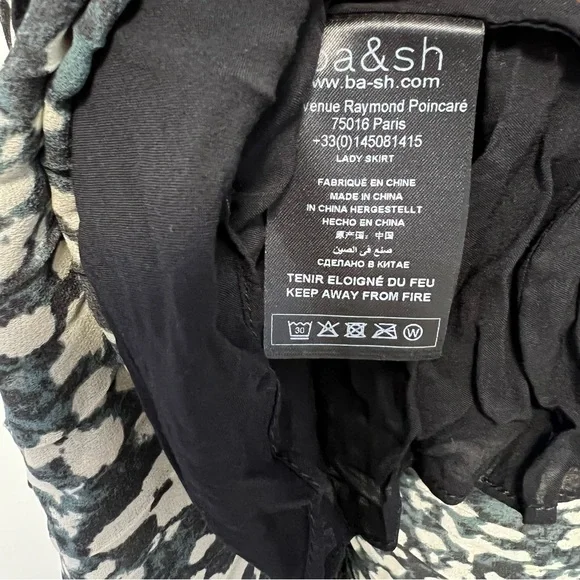 ba&sh
www.ba-sh.com
venue Raymond Poincaré
75016 Paris
+33(0)145081415
LADY SKIRT
FABRIQUÉ EN CHINE
MADE IN CHINA
IN CHINA HERGESTELLT
HECHO EN CHINA
原产国：中国
صنع في الصين
СДЕЛАНО В КИТАЕ
TENIR ELOIGNÉ DU FEU
KEEP AWAY FROM FIRE
30 W